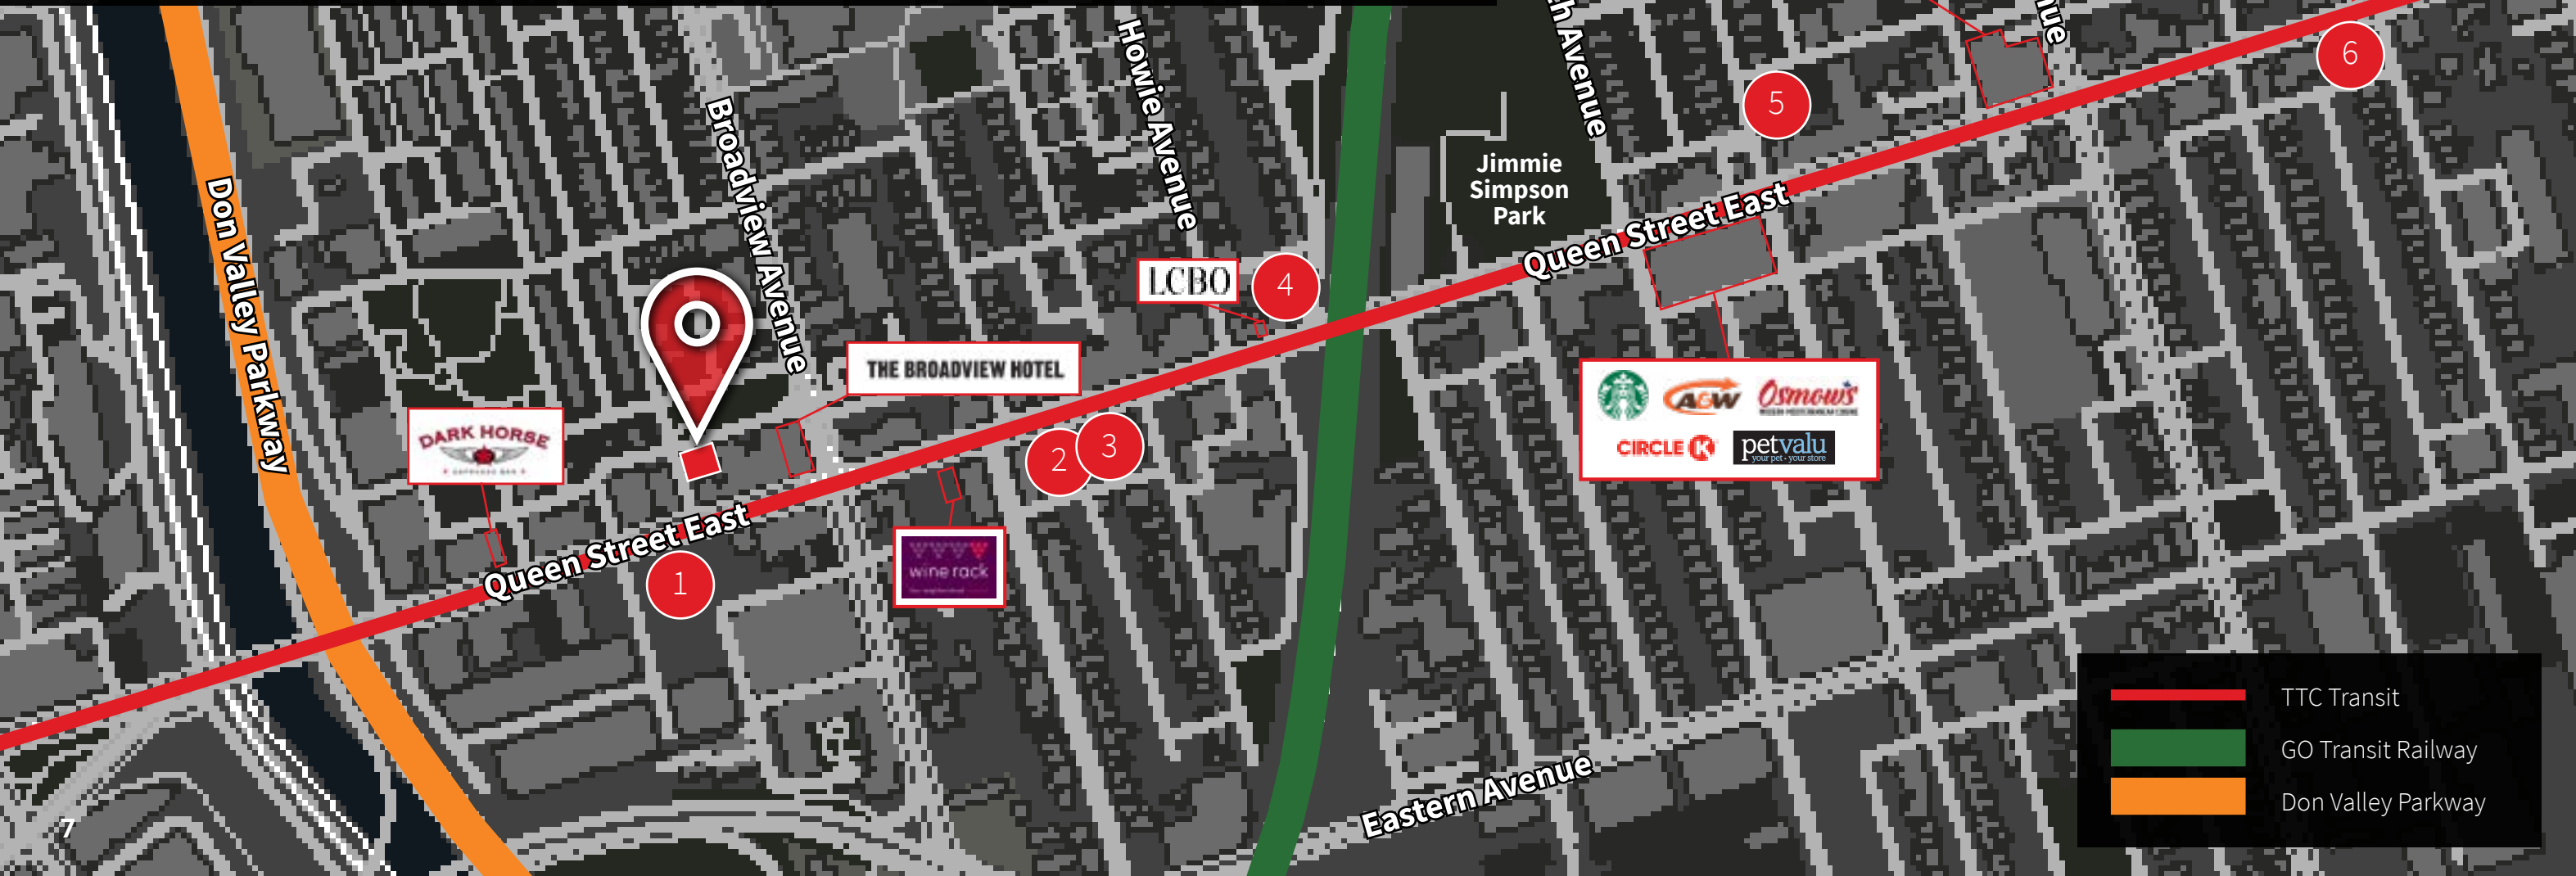 Howie Avenue
h Avenue
nue
6
5
Broadview Avenue
Jimmie
Simpson
Park
Don Valley Parkway
Queen Street East
LCBO
4
THE BROADVIEW HOTEL
A&W
Osmow's
DARK HORSE
CIRCLE K
petvalu
your pet • your store
2
3
Queen Street East
wine rack
1
TTC Transit
GO Transit Railway
Don Valley Parkway
Eastern Avenue
7